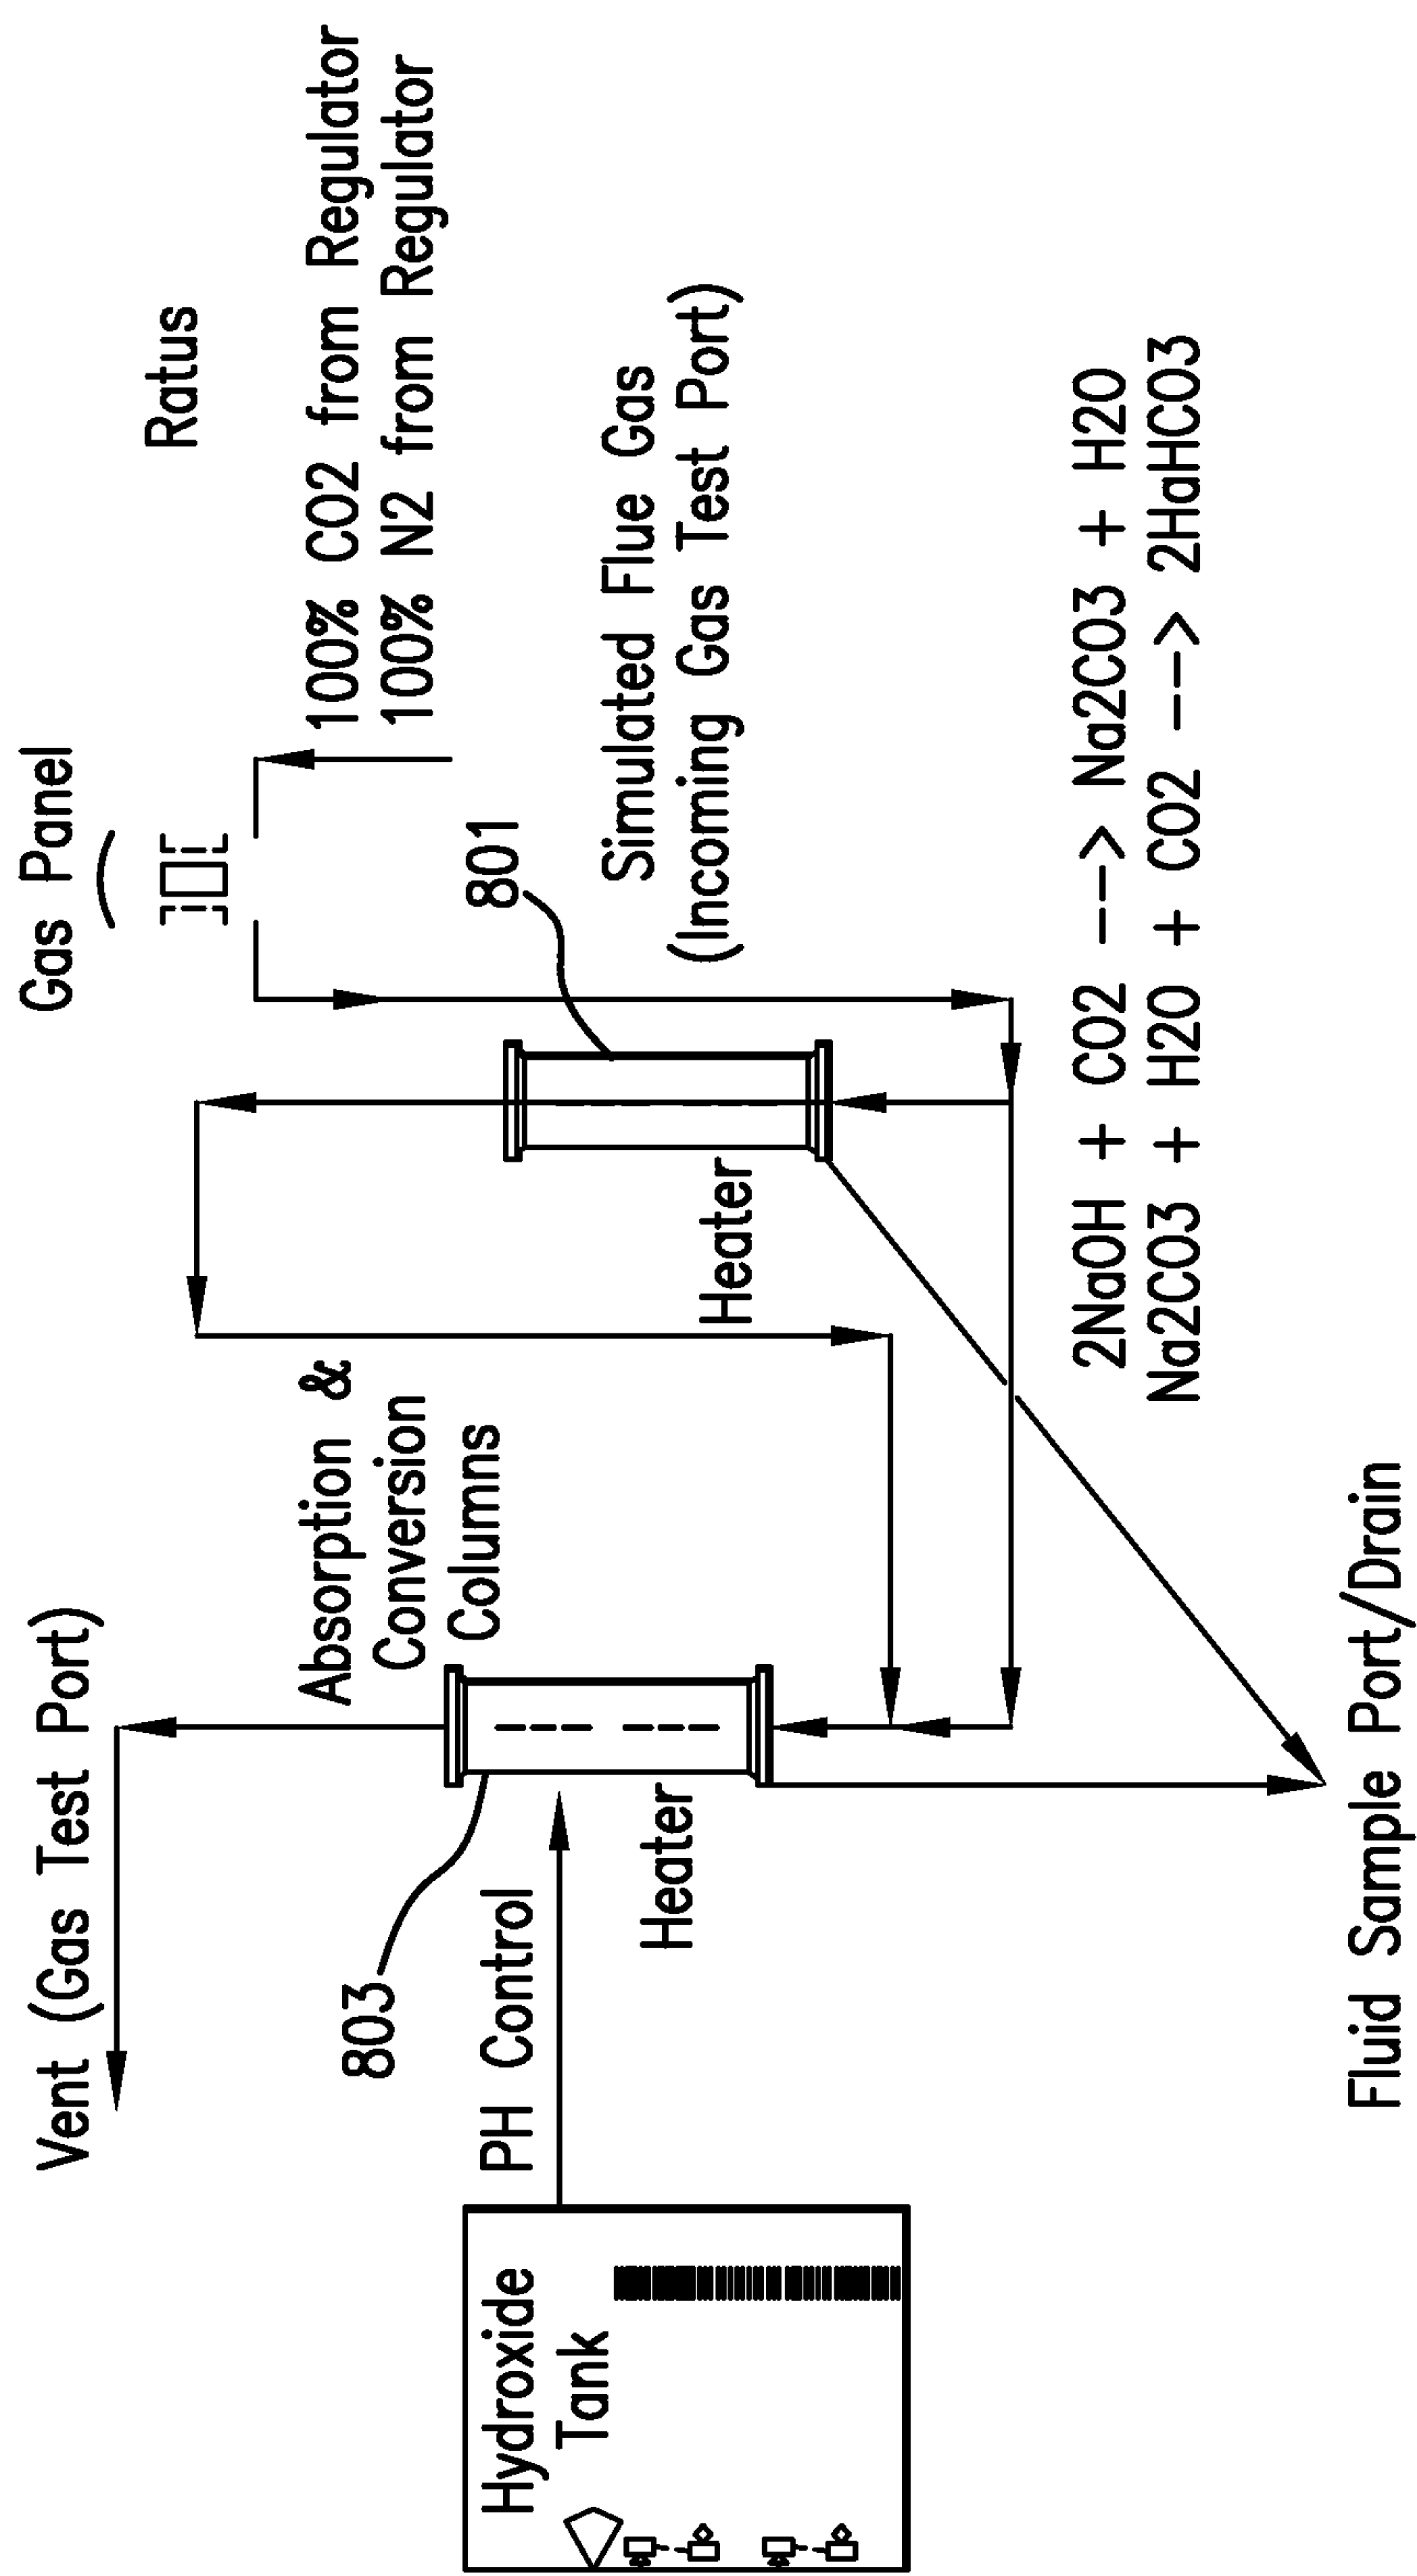 Vent (Gas Test Port)
Gas Panel
Ratus
100% CO2 from Regulator
100% N2 from Regulator
Absorption &
Conversion
Columns
803
801
PH Control
Hydroxide
Tank
Heater
Heater
Simulated Flue Gas
(Incoming Gas Test Port)
2NaOH + CO2 --> Na2CO3 + H2O
Na2CO3 + H2O + CO2 --> 2HaHCO3
Fluid Sample Port/Drain